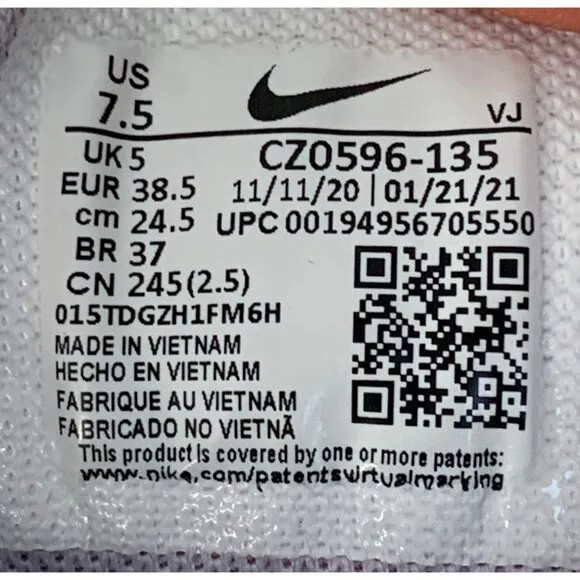 US
7.5
VJ
UK 5
CZ0596-135
EUR 38.5
11/11/20 | 01/21/21
cm 24.5
UPC 00194956705550
BR 37
CN 245(2.5)
015TDGZH1FM6H
MADE IN VIETNAM
HECHO EN VIETNAM
FABRIQUE AU VIETNAM
FABRICADO NO VIETNÃ
This product is covered by one or more patents:
www.nike.com/patentsvirtualmarking